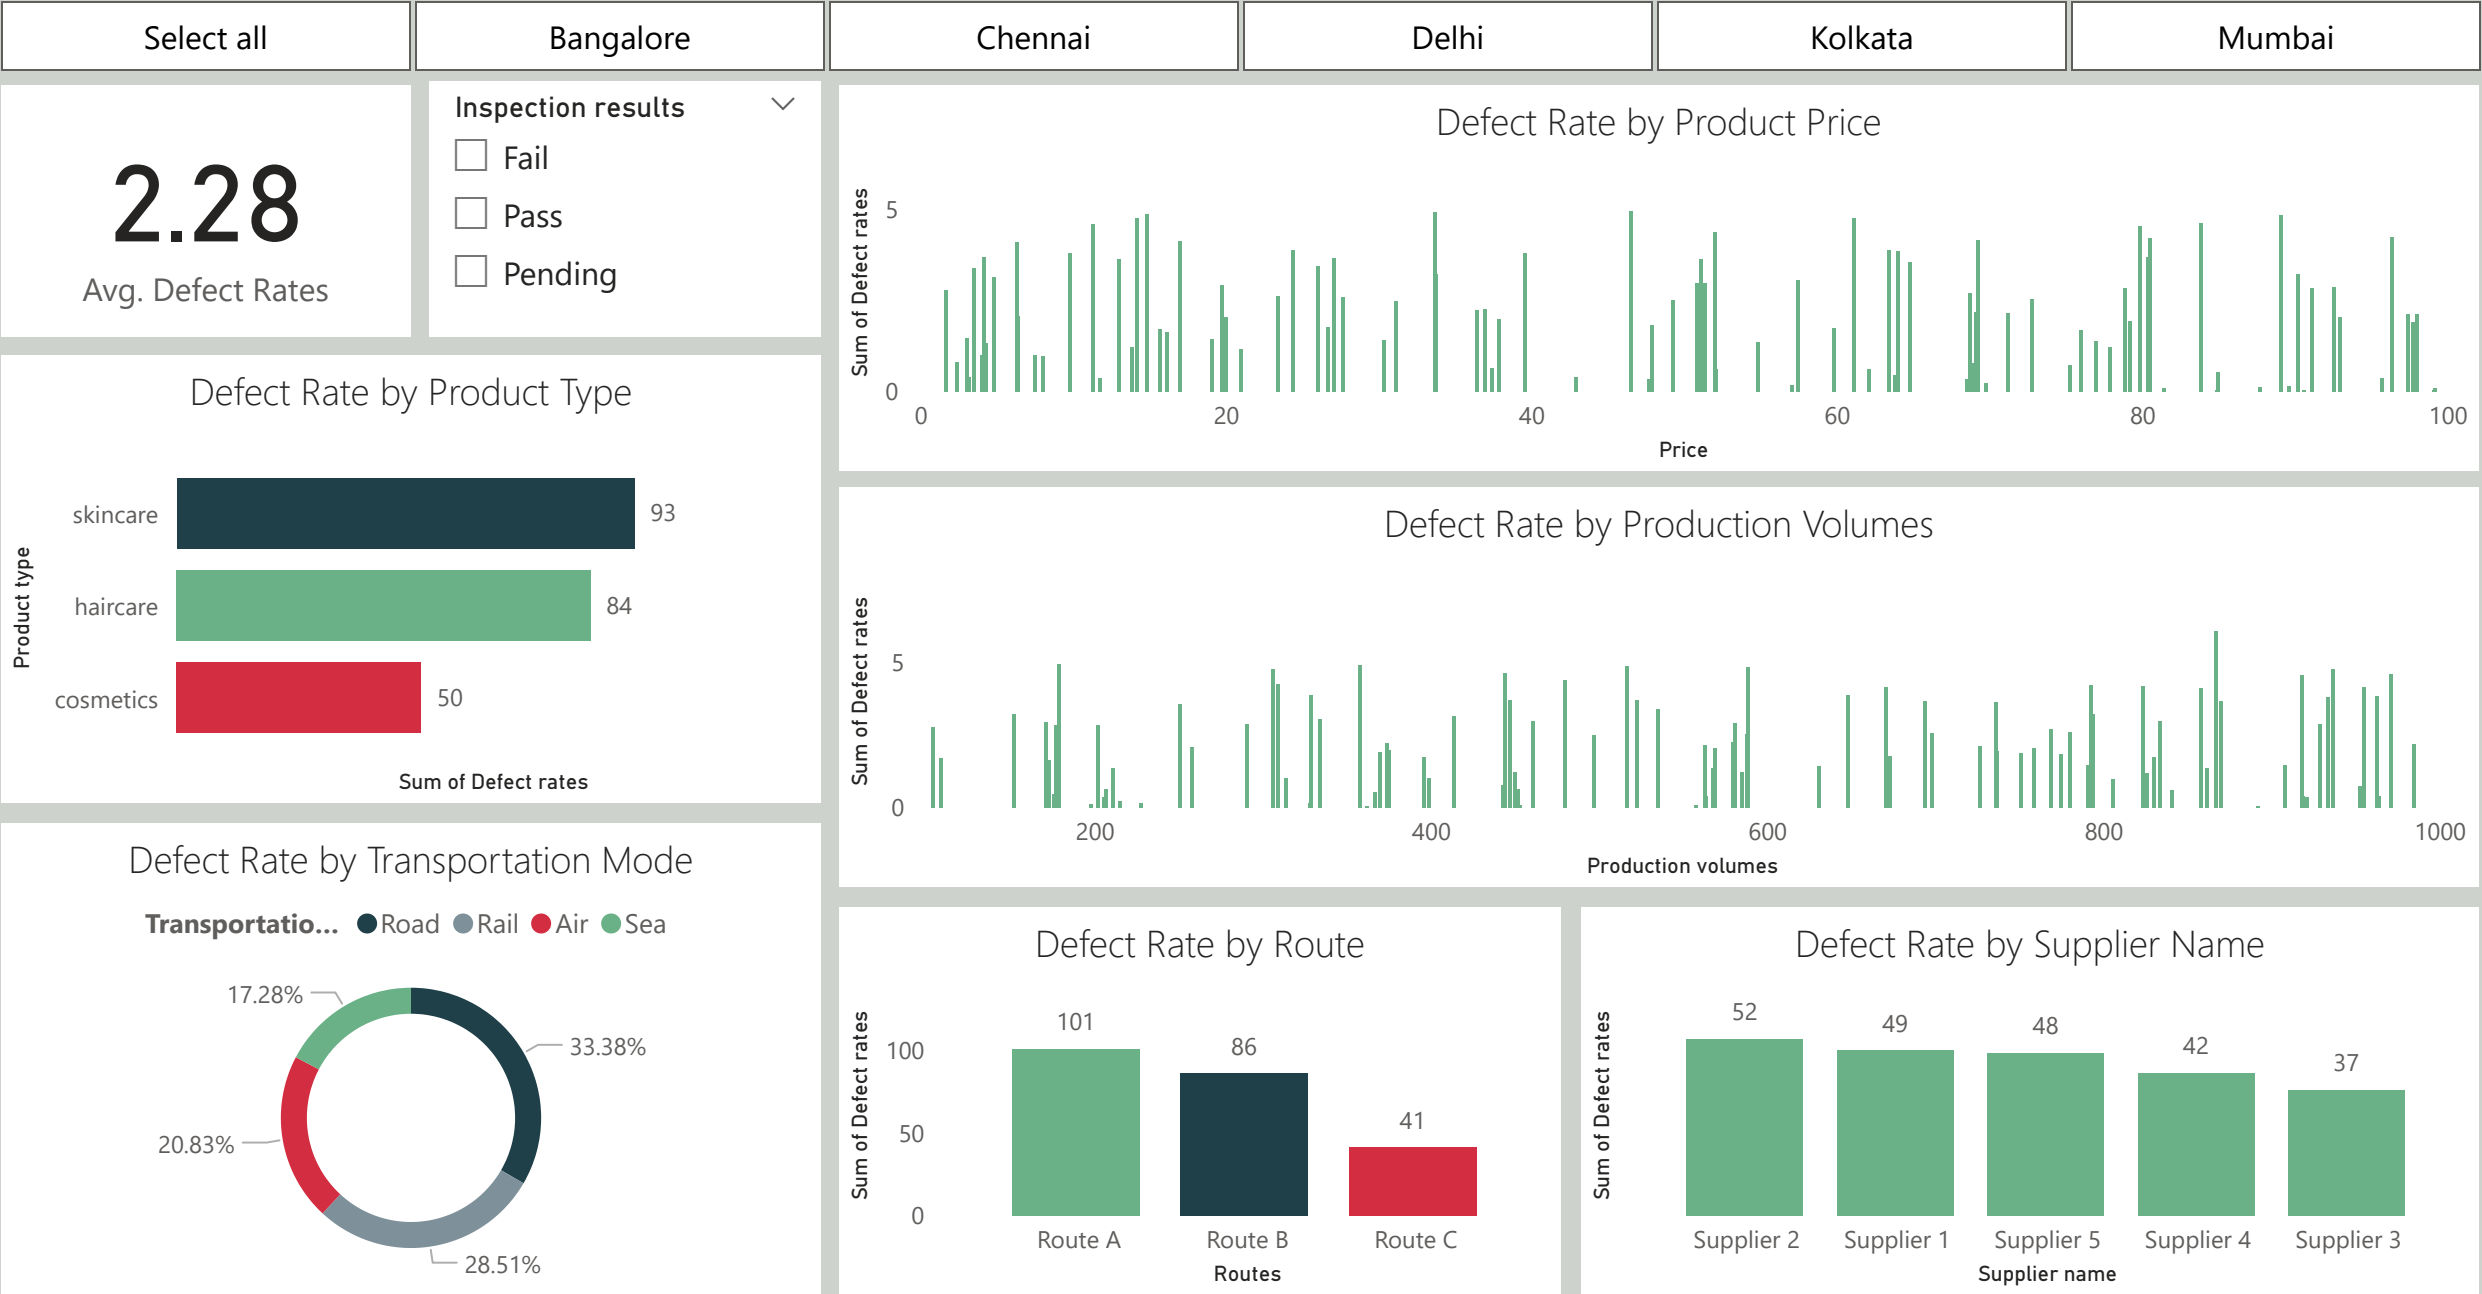 Select all
Bangalore
Chennai
Delhi
Kolkata
Mumbai
2.28
Avg. Defect Rates
Inspection results
Fail
Pass
Pending
Defect Rate by Product Price
Sum of Defect rates
5
0
0 20 40 60 80 100
Price
Defect Rate by Product Type
Product type
skincare 93
haircare 84
cosmetics 50
Sum of Defect rates
Defect Rate by Production Volumes
Sum of Defect rates
5
0
200 400 600 800 1000
Production volumes
Defect Rate by Transportation Mode
Transportatio... Road Rail Air Sea
17.28%
33.38%
20.83%
28.51%
Defect Rate by Route
Sum of Defect rates
100
50
0
101
86
41
Route A Route B Route C
Routes
Defect Rate by Supplier Name
Sum of Defect rates
52
49
48
42
37
Supplier 2 Supplier 1 Supplier 5 Supplier 4 Supplier 3
Supplier name